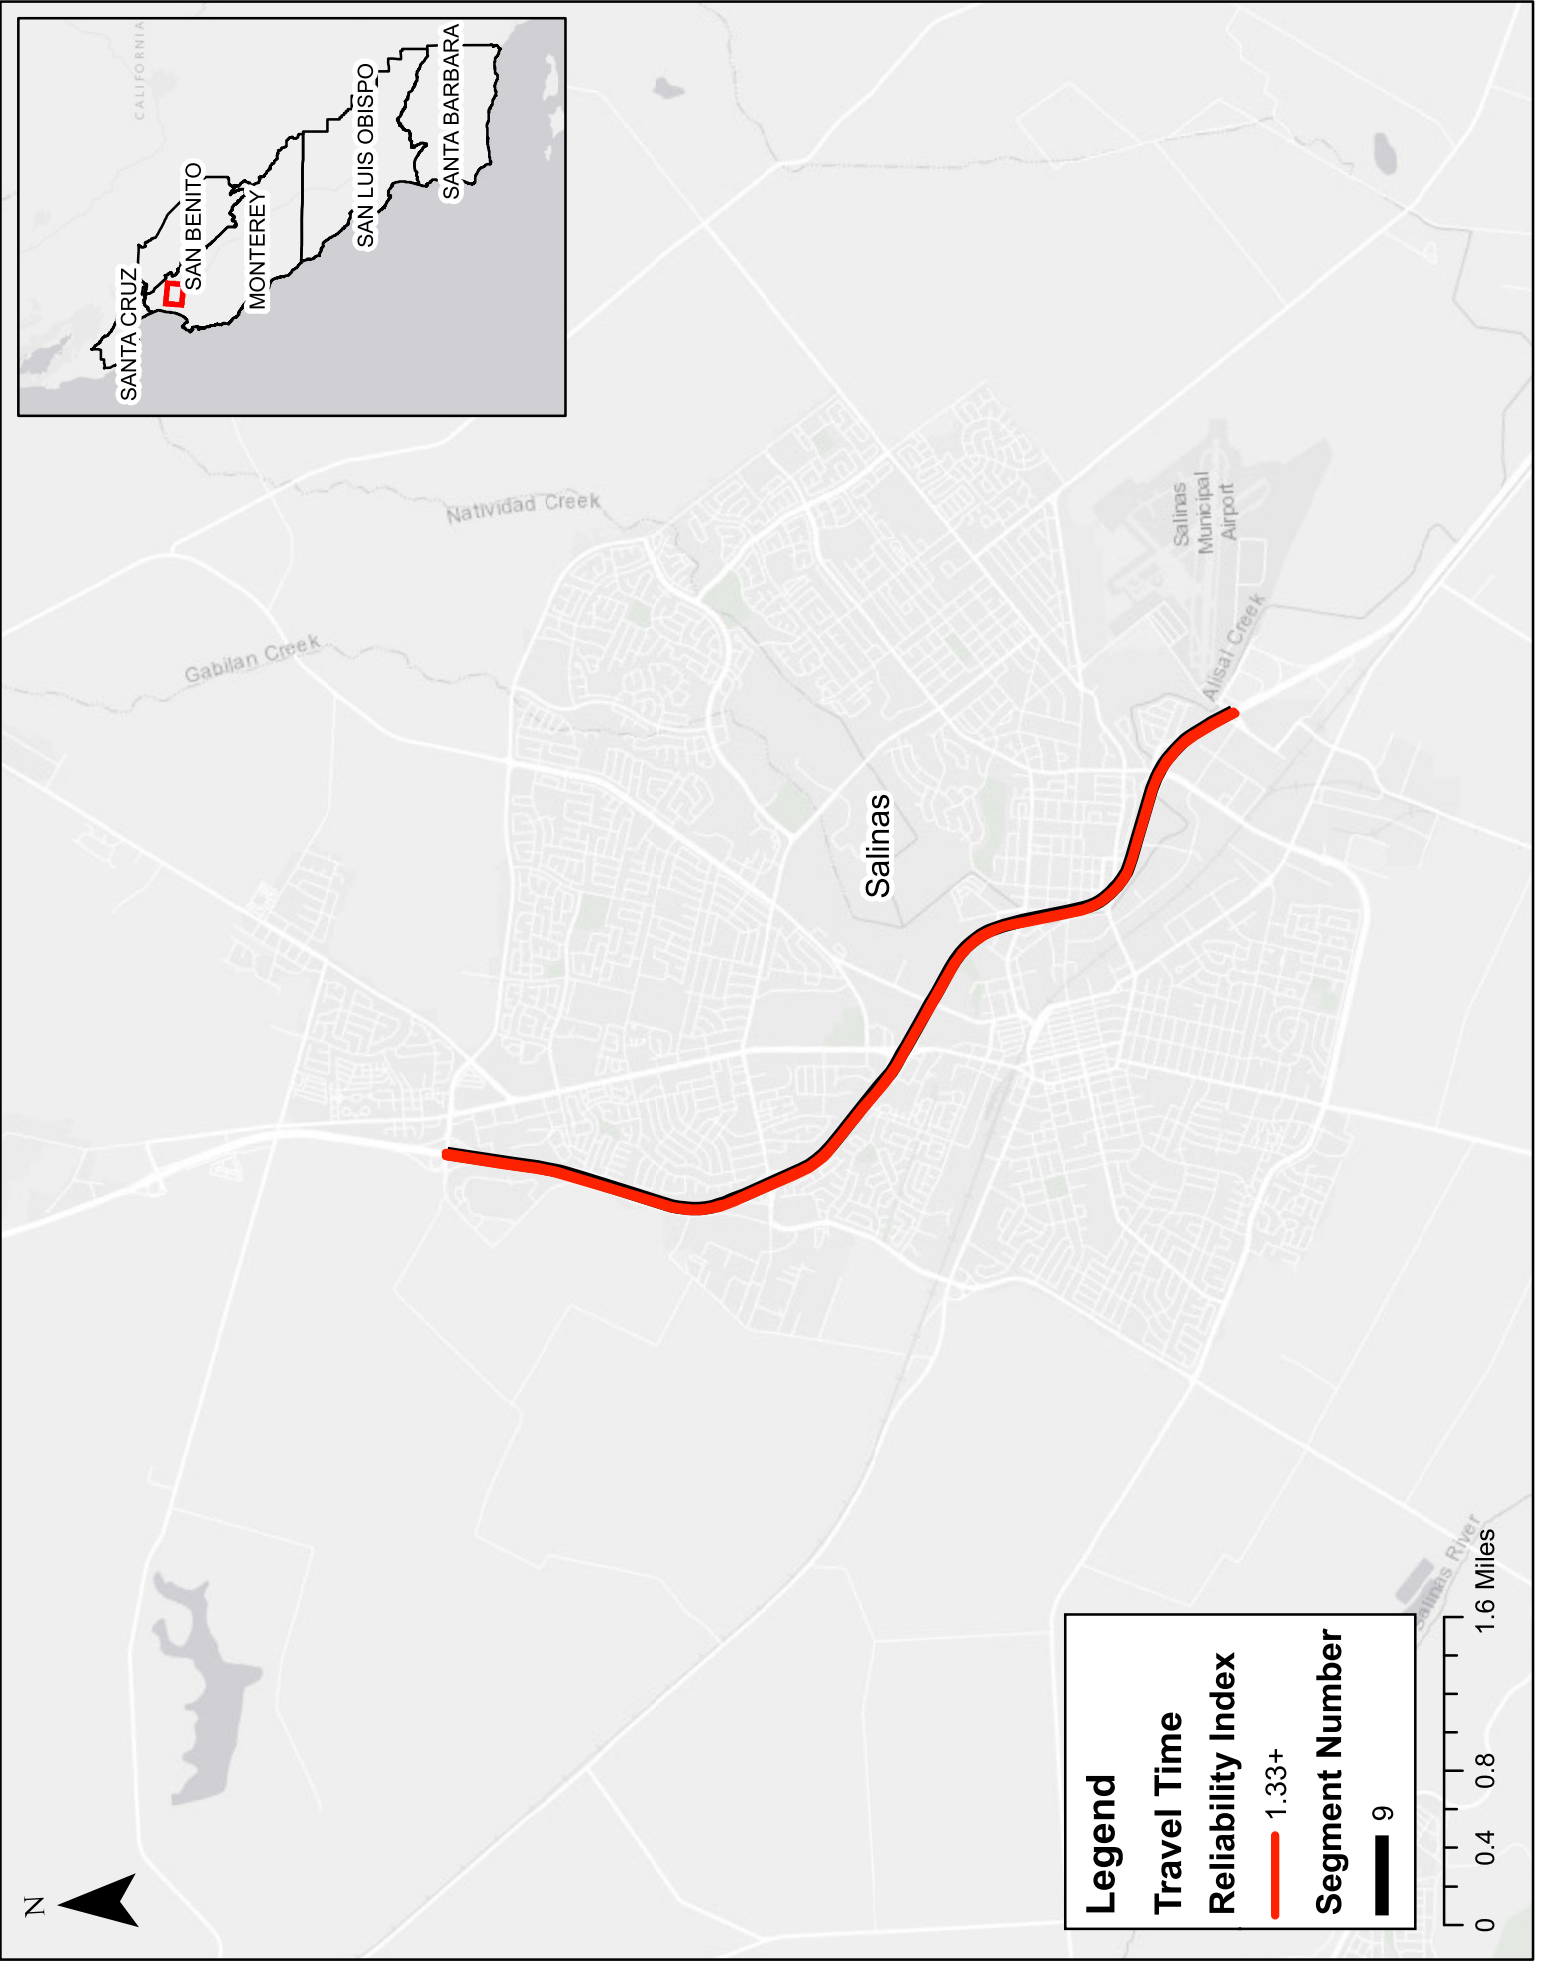 N
CALIFORNIA
SANTA CRUZ
SAN BENITO
MONTEREY
SAN LUIS OBISPO
SANTA BARBARA
Gabilan Creek
Natividad Creek
Salinas
Salinas
Municipal
Airport
Alisal Creek
Salinas River
Legend
Travel Time
Reliability Index
1.33+
Segment Number
9
0 0.4 0.8 1.6 Miles